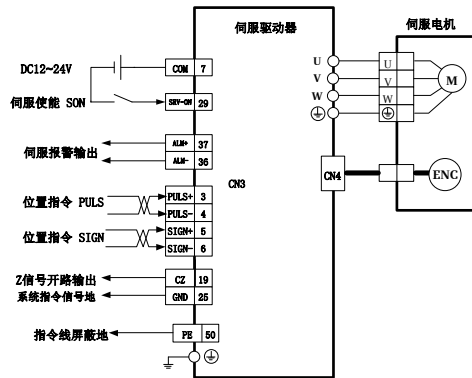 伺服驱动器
伺服电机
DC12~24V
COM 7
伺服使能 SON
SRV-ON 29
伺服报警输出
ALM+ 37
ALM- 36
位置指令 PULS
PULS+ 3
PULS- 4
位置指令 SIGN
SIGN+ 5
SIGN- 6
Z信号开路输出
CZ 19
系统指令信号地
GND 25
指令线屏蔽地
PE 50
CN3
U
V
W
U
V
W
M
CN4
ENC